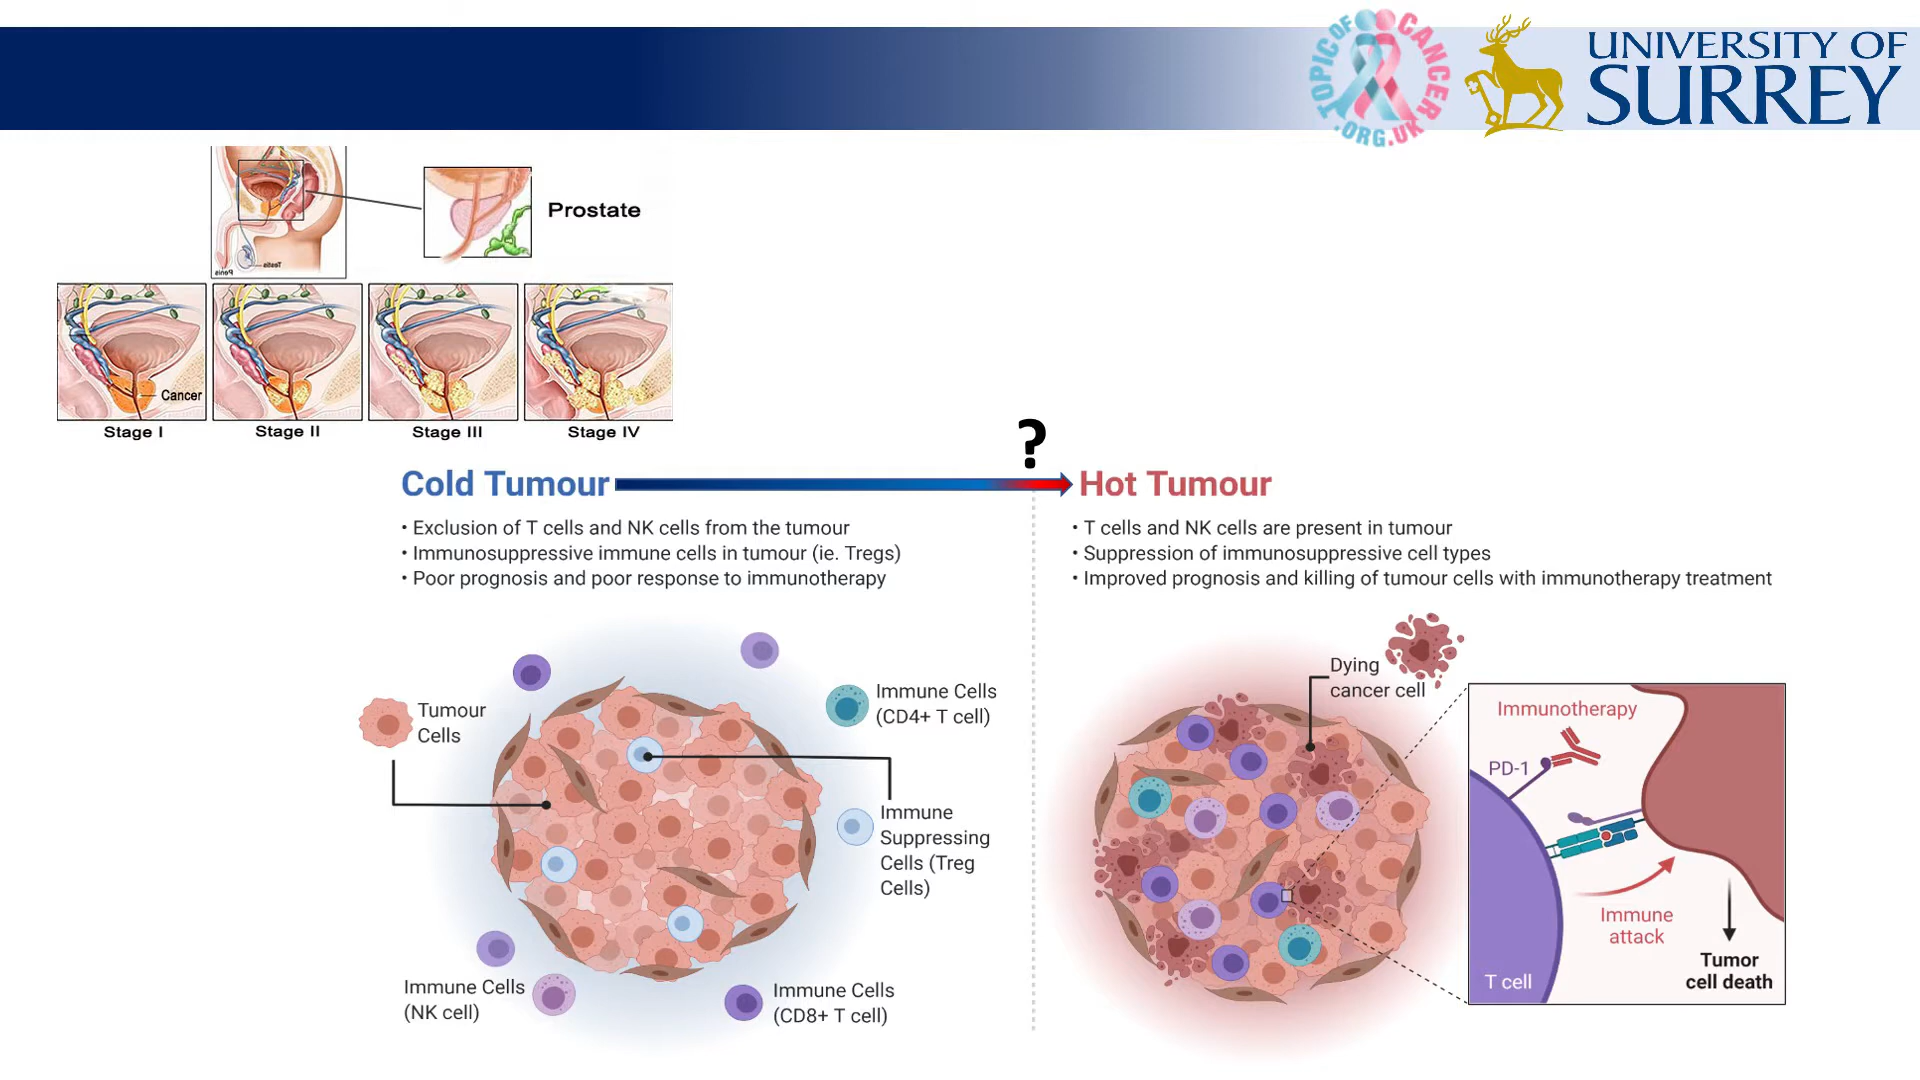 TOPIC OF CANCER
.ORG.UK
UNIVERSITY OF
SURREY
Prostate
Testis
Penis
Cancer
Stage I
Stage II
Stage III
Stage IV
?
Cold Tumour
Hot Tumour
• Exclusion of T cells and NK cells from the tumour
• Immunosuppressive immune cells in tumour (ie. Tregs)
• Poor prognosis and poor response to immunotherapy
• T cells and NK cells are present in tumour
• Suppression of immunosuppressive cell types
• Improved prognosis and killing of tumour cells with immunotherapy treatment
Tumour
Cells
Immune Cells
(CD4+ T cell)
Immune
Suppressing
Cells (Treg
Cells)
Immune Cells
(NK cell)
Immune Cells
(CD8+ T cell)
Dying
cancer cell
Immunotherapy
PD-1
Immune
attack
T cell
Tumor
cell death